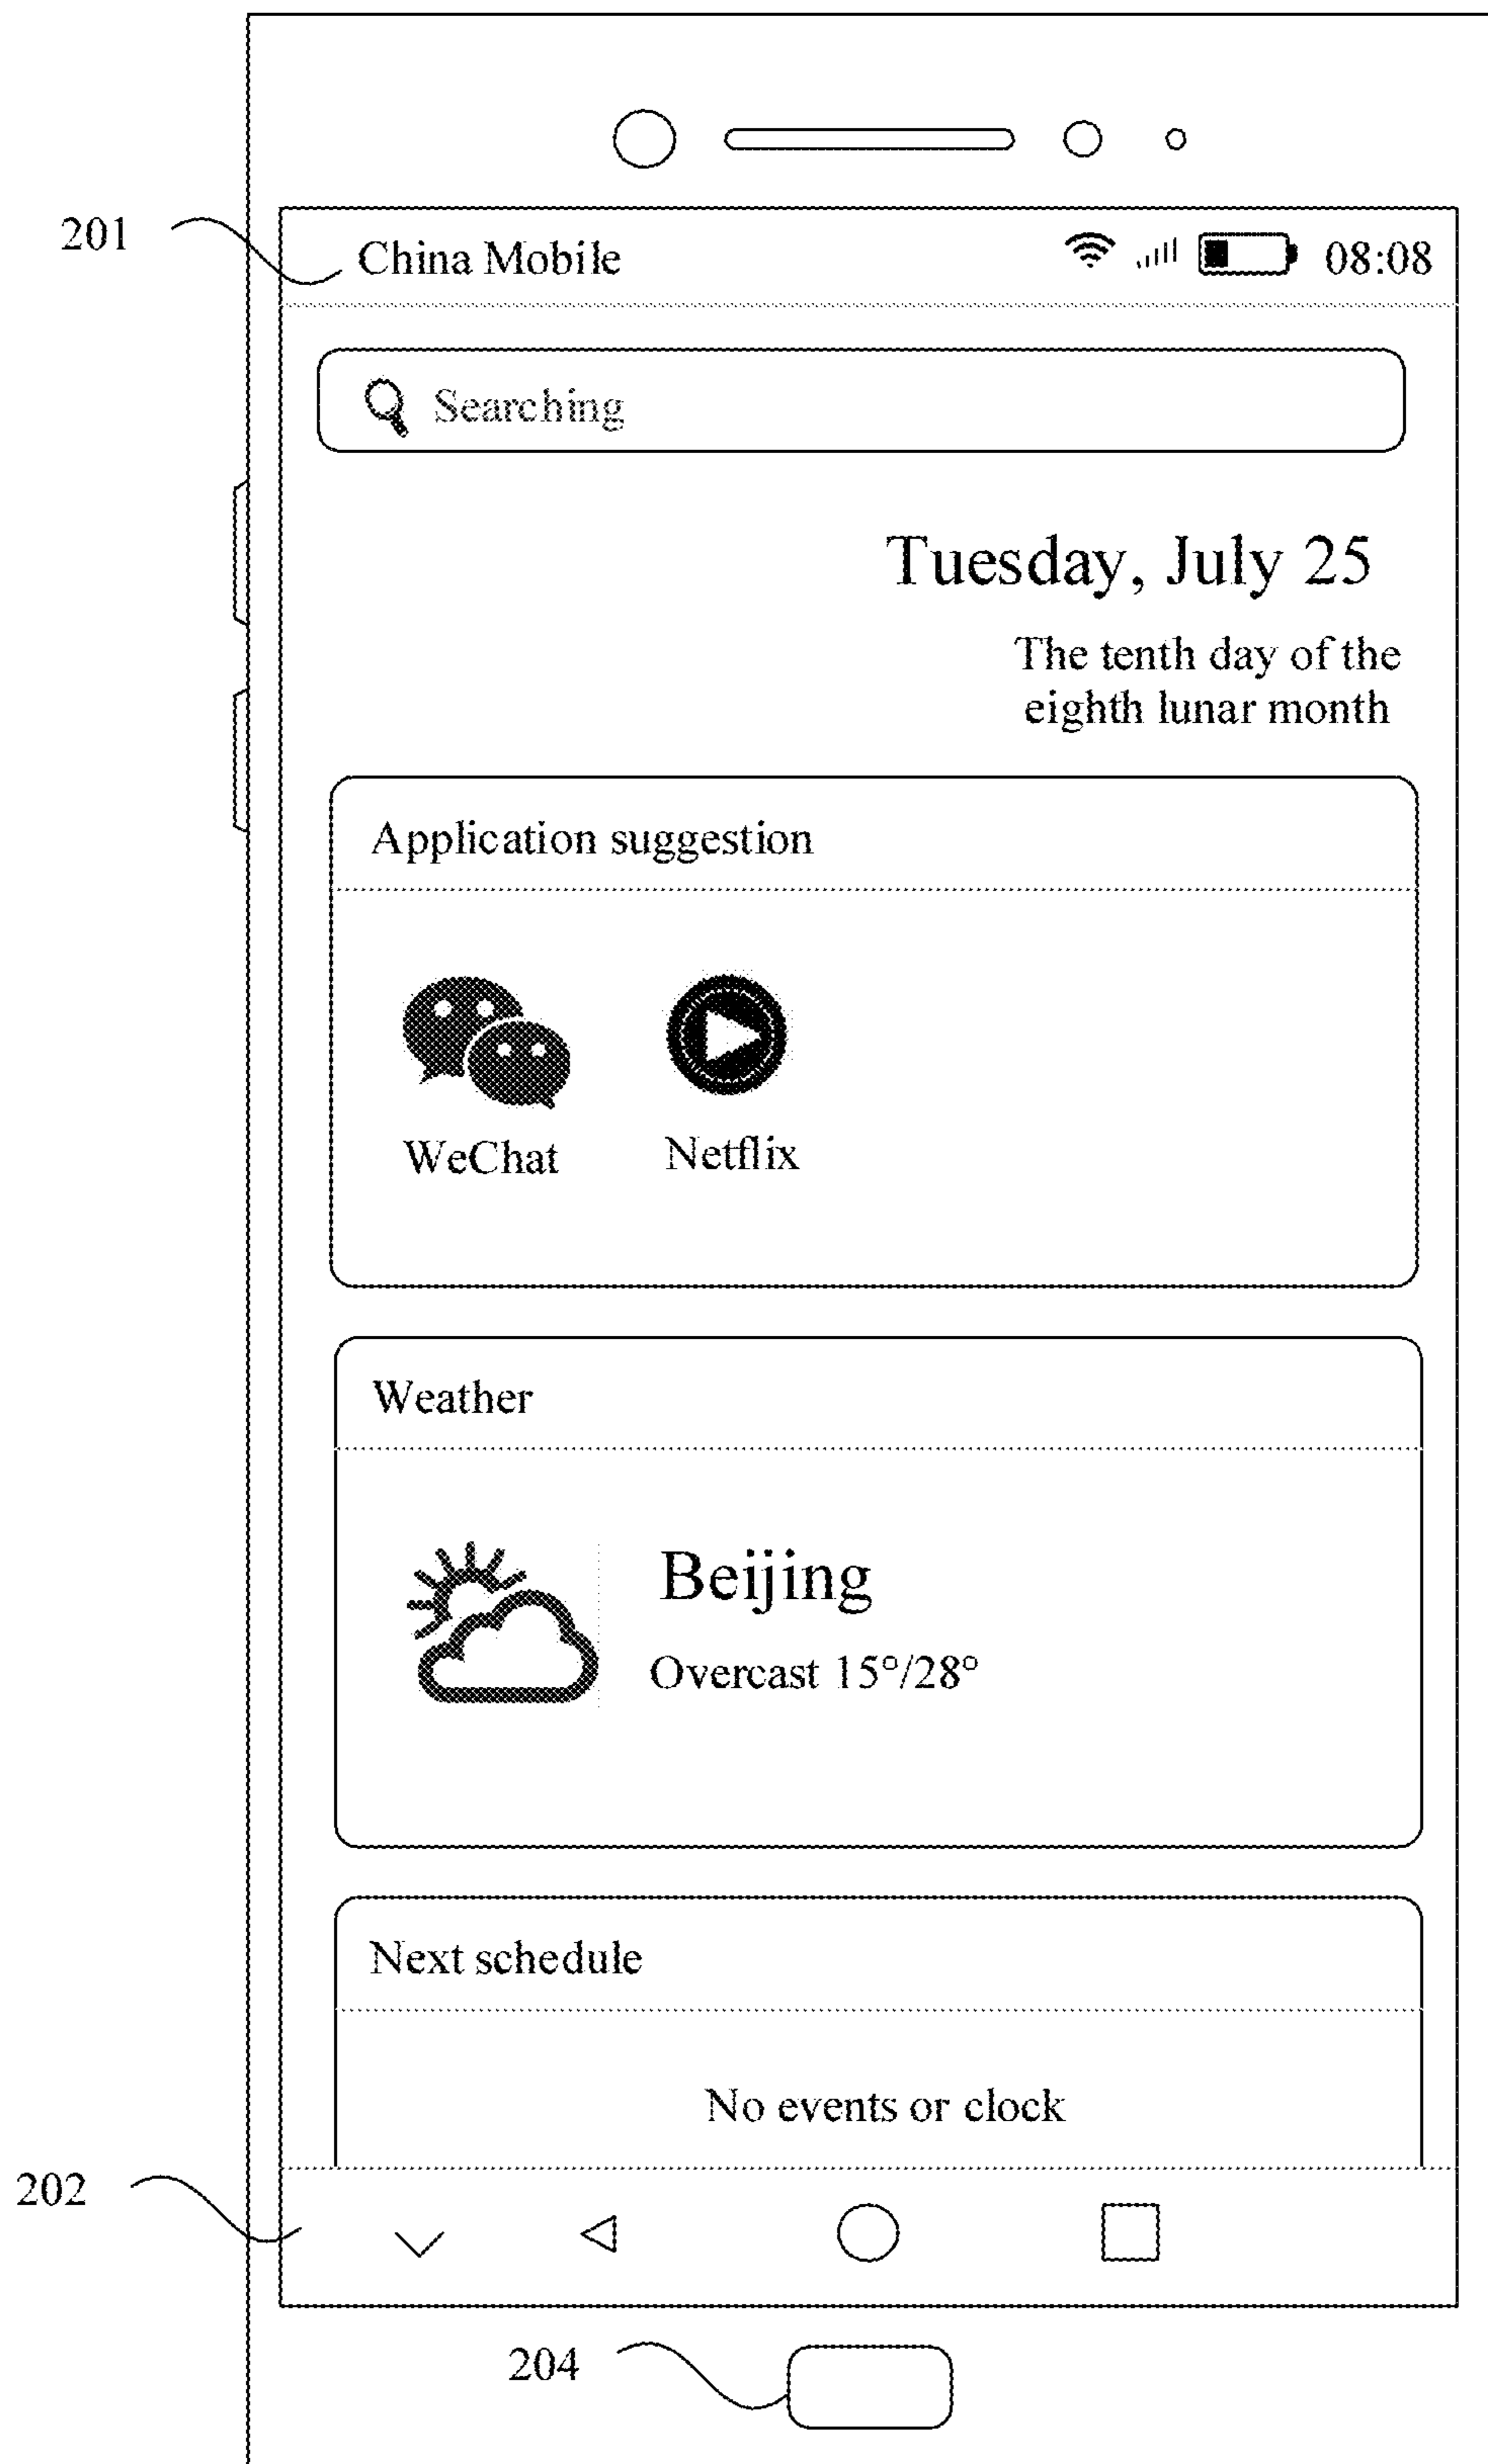 201
China Mobile 08:08
Searching
Tuesday, July 25
The tenth day of the
eighth lunar month
Application suggestion
WeChat Netflix
Weather
Beijing
Overcast 15°/28°
Next schedule
No events or clock
202
204